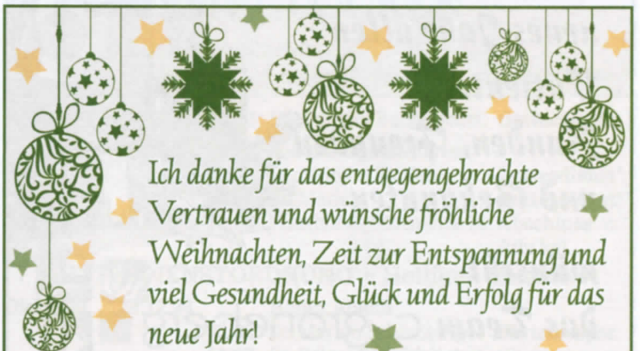 Ich danke für das entgegengebrachte
Vertrauen und wünsche fröhliche
Weihnachten, Zeit zur Entspannung und
viel Gesundheit, Glück und Erfolg für das
neue Jahr!